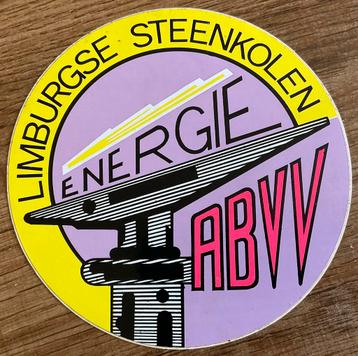 LIMBURGSE STEENKOLEN
ENERGIE
ABVV